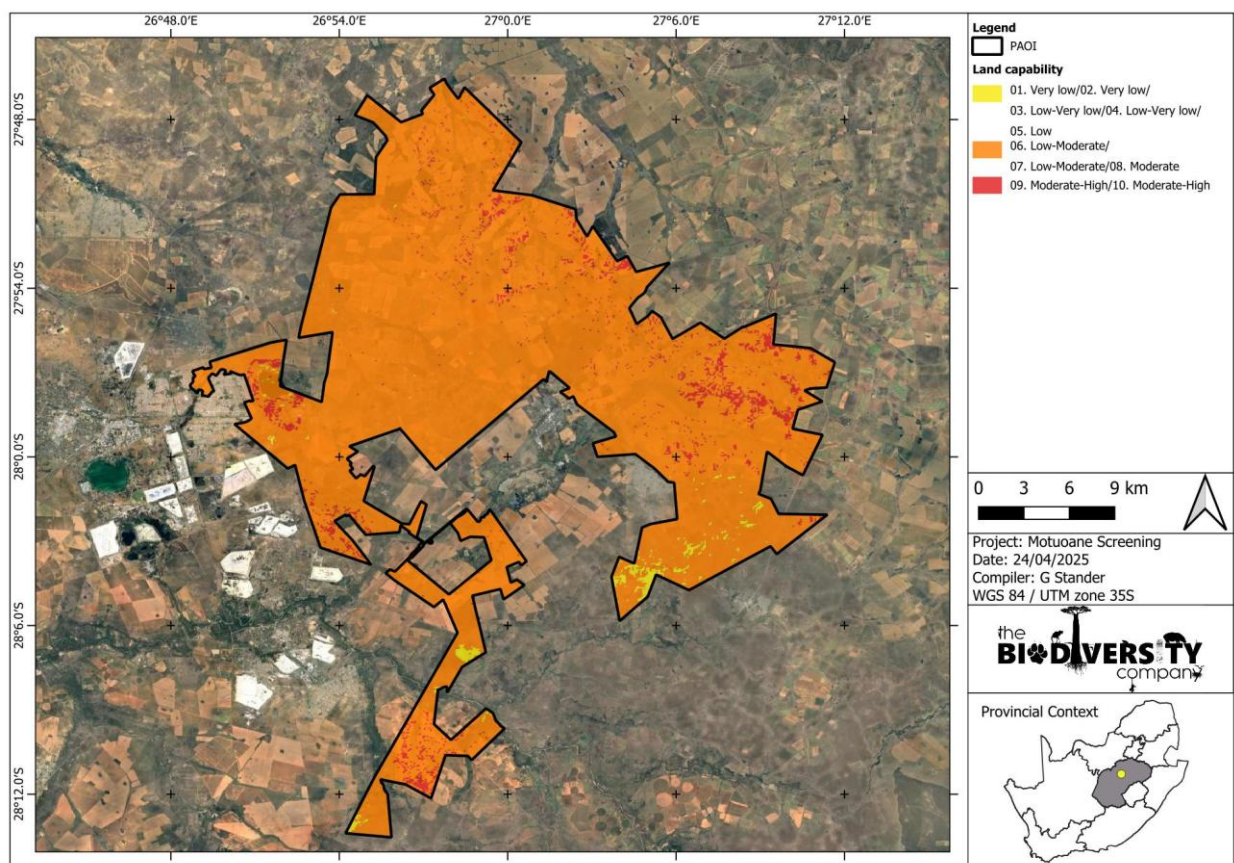 26°48.0'E 26°54.0'E 27°0.0'E 27°6.0'E 27°12.0'E
27°48.0'S
27°54.0'S
28°0.0'S
28°6.0'S
28°12.0'S
Legend
PAOI
Land capability
01. Very low/02. Very low/
03. Low-Very low/04. Low-Very low/
05. Low
06. Low-Moderate/
07. Low-Moderate/08. Moderate
09. Moderate-High/10. Moderate-High
0 3 6 9 km
Project: Motuoane Screening
Date: 24/04/2025
Compiler: G Stander
WGS 84 / UTM zone 35S
the
BIODIVERSITY
company
Provincial Context